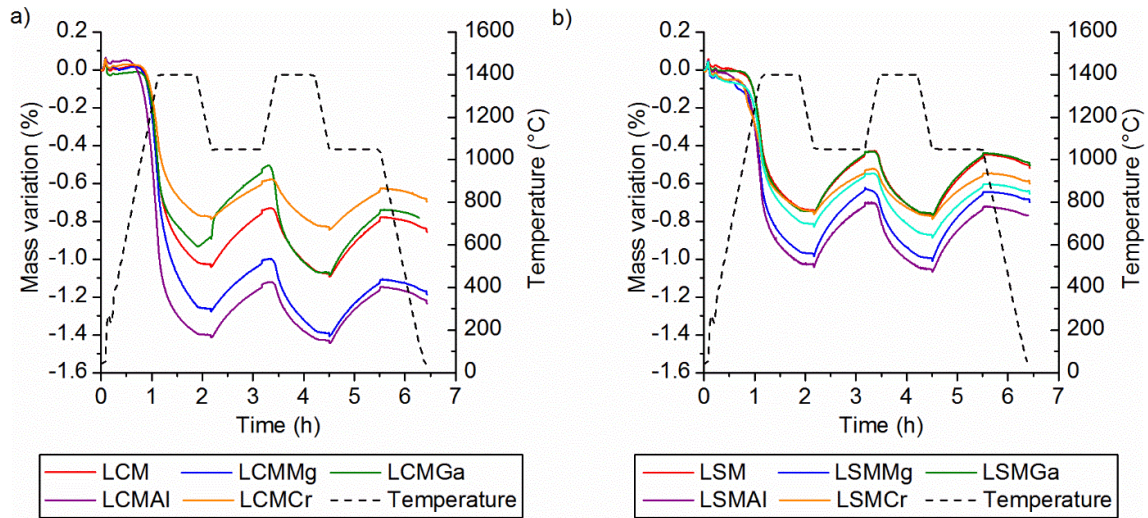 a)
0.2
0.0
-0.2
-0.4
-0.6
-0.8
-1.0
-1.2
-1.4
-1.6
Mass variation (%)
1600
1400
1200
1000
800
600
400
200
0
Temperature (°C)
0 1 2 3 4 5 6 7
Time (h)
LCM LCMMg LCMGa
LCMAl LCMCr Temperature
b)
0.2
0.0
-0.2
-0.4
-0.6
-0.8
-1.0
-1.2
-1.4
-1.6
Mass variation (%)
1600
1400
1200
1000
800
600
400
200
0
Temperature (°C)
0 1 2 3 4 5 6 7
Time (h)
LSM LSMMg LSMGa
LSMAl LSMCr Temperature